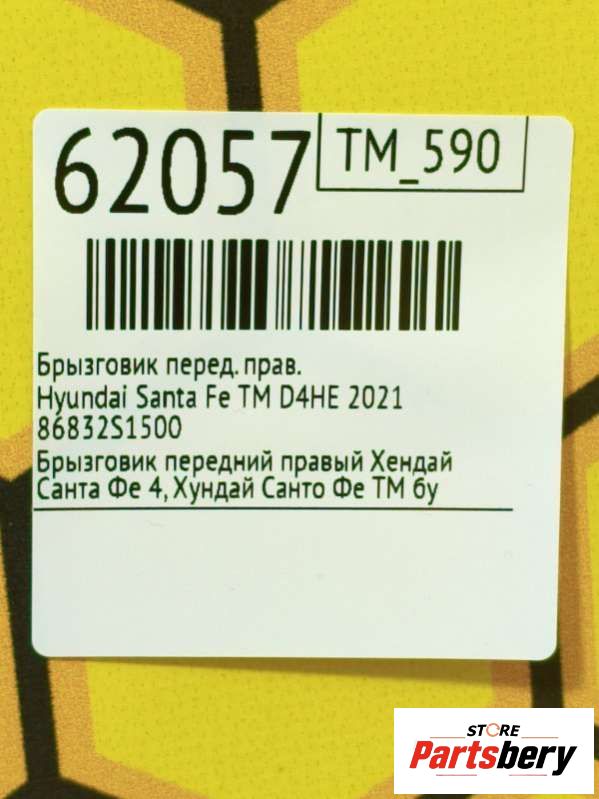 62057
TM_590
Брызговик перед. прав.
Hyundai Santa Fe TM D4HE 2021
86832S1500
Брызговик передний правый Хендай
Санта Фе 4, Хундай Санто Фе ТМ бу
STORE
Partsbery